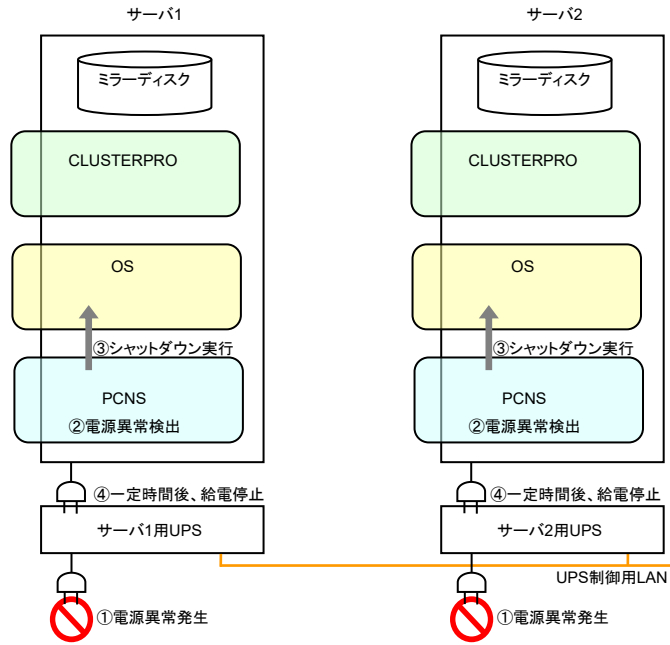 サーバ1
サーバ2
ミラーディスク
ミラーディスク
CLUSTERPRO
CLUSTERPRO
OS
OS
③シャットダウン実行
③シャットダウン実行
PCNS
PCNS
②電源異常検出
②電源異常検出
④一定時間後、給電停止
④一定時間後、給電停止
サーバ1用UPS
サーバ2用UPS
UPS制御用LAN
①電源異常発生
①電源異常発生